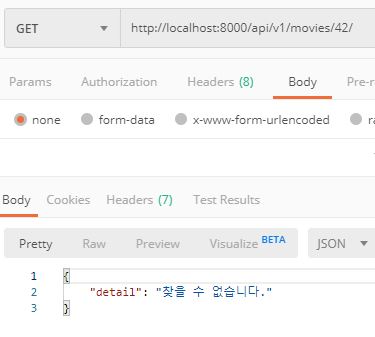 GET http://localhost:8000/api/v1/movies/42/
Params Authorization Headers (8) Body Pre-r
none form-data x-www-form-urlencoded ra
Body Cookies Headers (7) Test Results
Pretty Raw Preview Visualize BETA JSON
1 {
2 "detail": "찾을 수 없습니다."
3 }